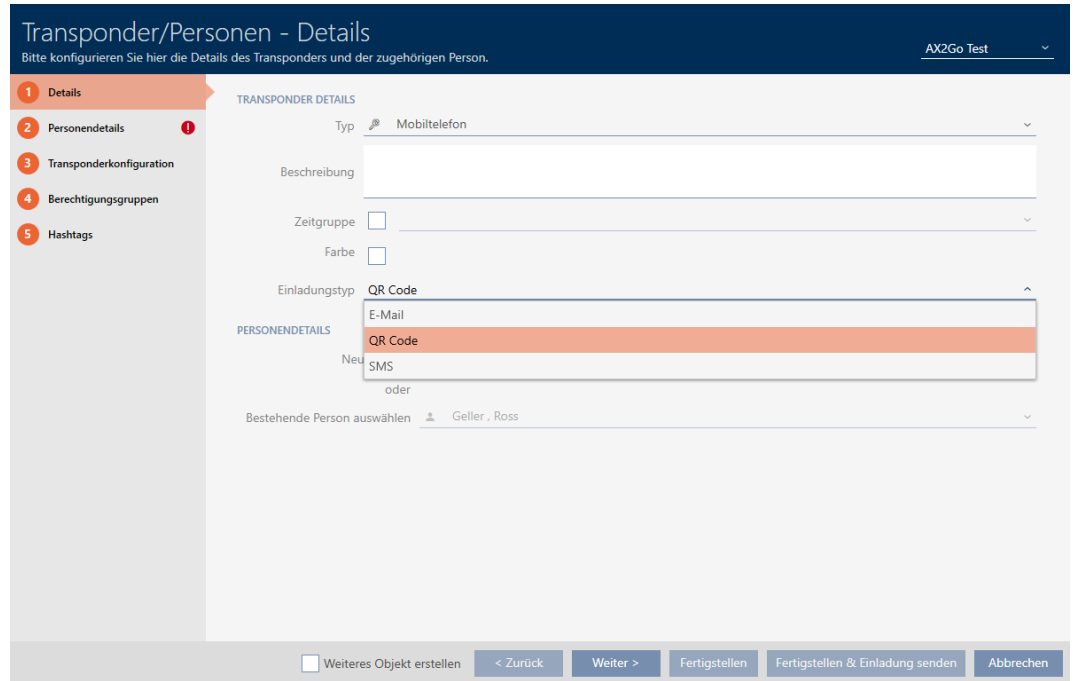 Transponder/Personen - Details
Bitte konfigurieren Sie hier die Details des Transponders und der zugehörigen Person.
AX2Go Test
1 Details
2 Personendetails !
3 Transponderkonfiguration
4 Berechtigungsgruppen
5 Hashtags
TRANSPONDER DETAILS
Typ Mobiltelefon
Beschreibung
Zeitgruppe
Farbe
Einladungstyp QR Code
E-Mail
PERSONENDETAILS
QR Code
Neu
SMS
oder
Bestehende Person auswählen Geller , Ross
Weiteres Objekt erstellen < Zurück Weiter > Fertigstellen Fertigstellen & Einladung senden Abbrechen